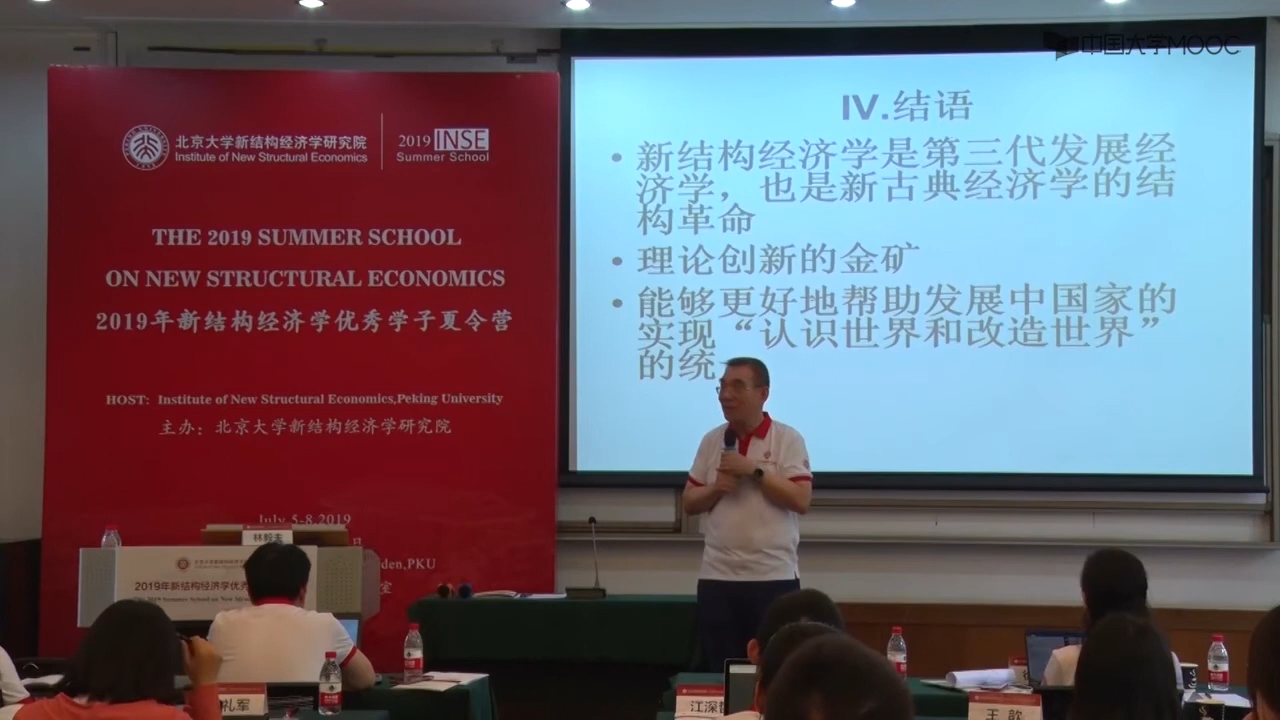 中国大学MOOC
北京大学新结构经济学研究院
Institute of New Structural Economics
2019 INSE
Summer School
THE 2019 SUMMER SCHOOL
ON NEW STRUCTURAL ECONOMICS
2019年新结构经济学优秀学子夏令营
HOST: Institute of New Structural Economics,Peking University
主办：北京大学新结构经济学研究院
July 5-8,2019
den,PKU
室
IV.结语
• 新结构经济学是第三代发展经
济学，也是新古典经济学的结
构革命
• 理论创新的金矿
• 能够更好地帮助发展中国家的
实现“认识世界和改造世界”
的统
林毅夫
2019年新结构经济学优秀
礼军
江深
王歆